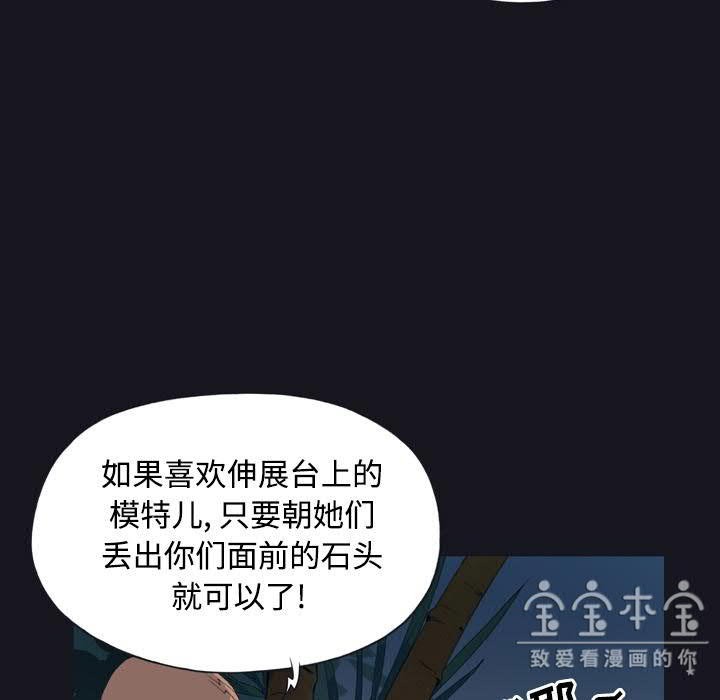 如果喜欢伸展台上的
模特儿, 只要朝她们
丢出你们面前的石头
就可以了!
宝宝本宝
致爱看漫画的你